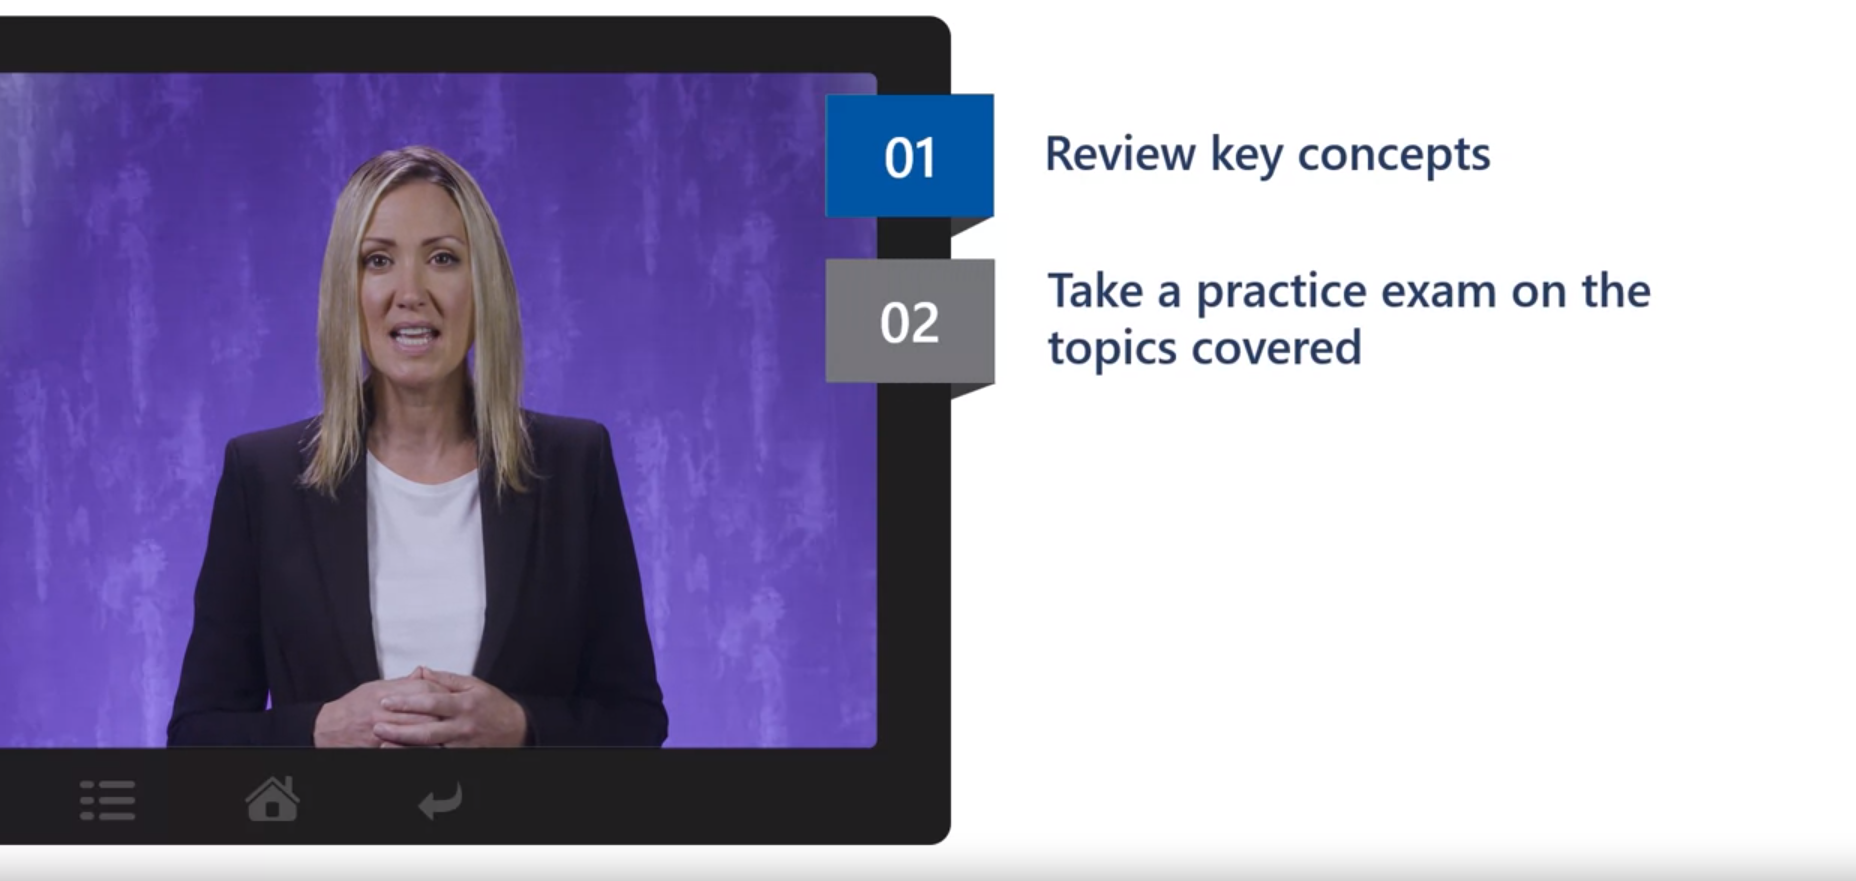 01
Review key concepts
02
Take a practice exam on the
topics covered